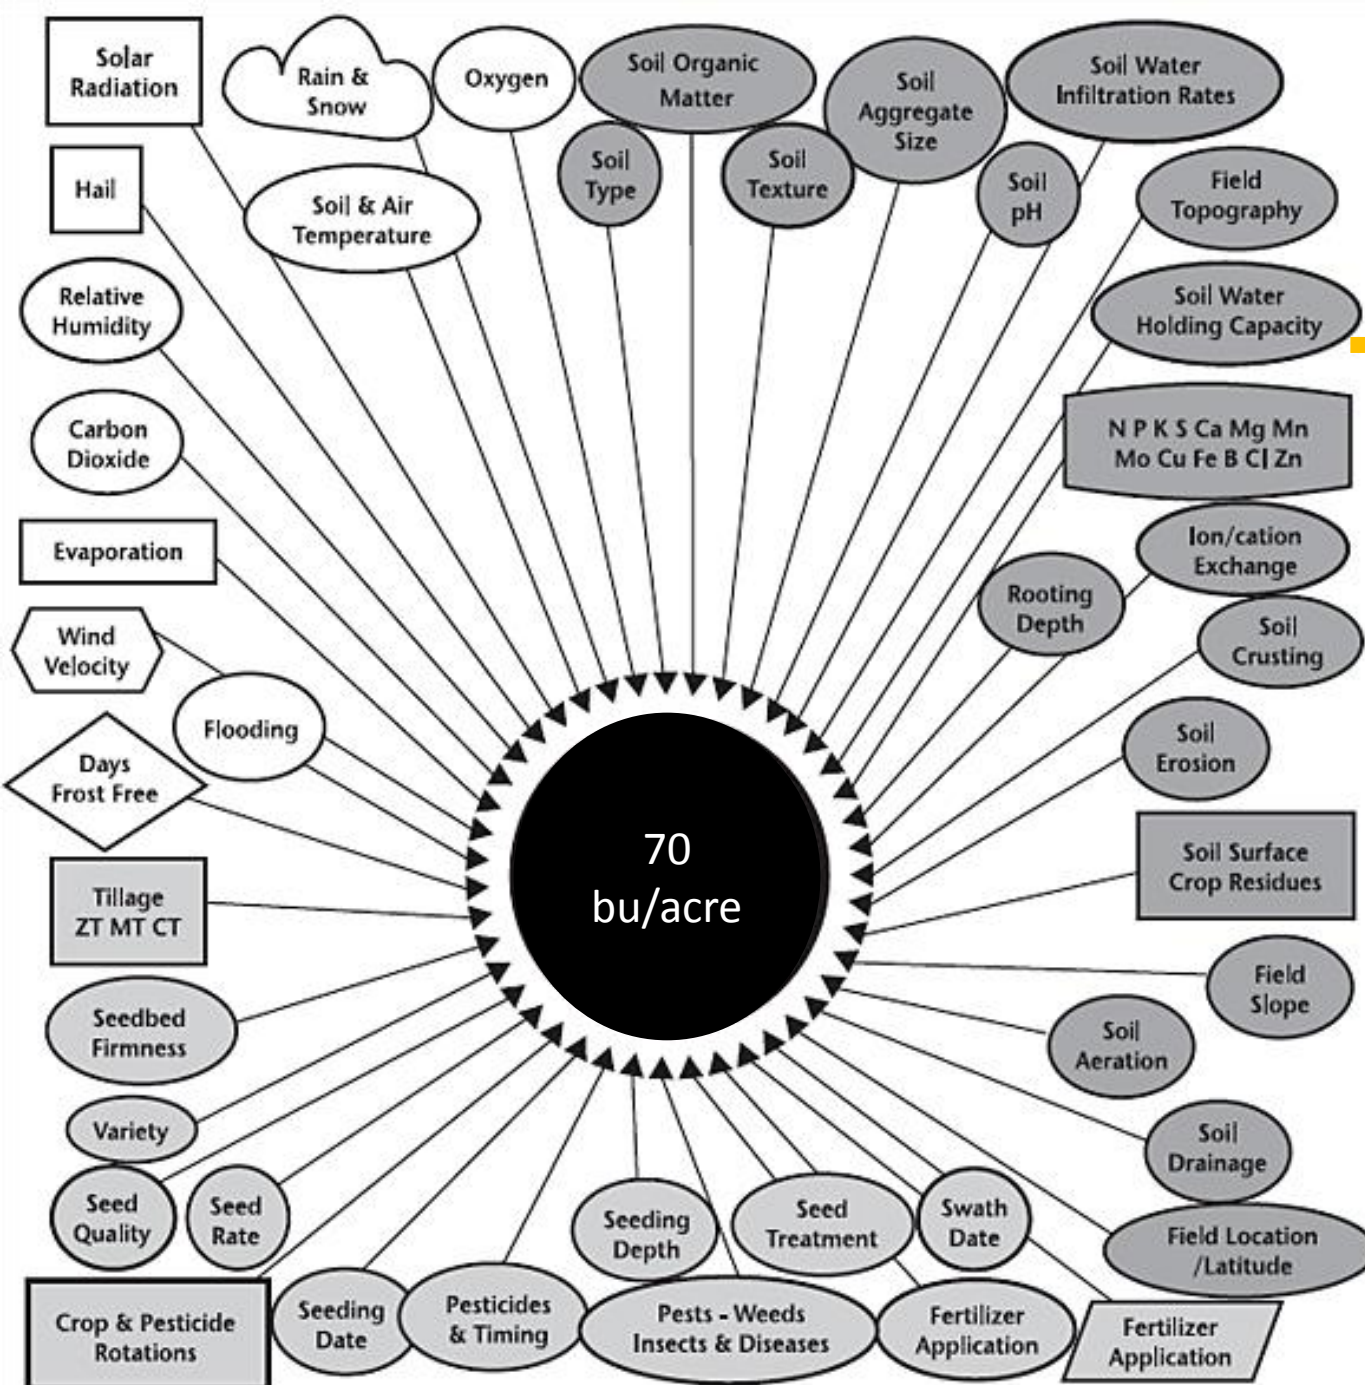 Solar
Radiation
Rain &
Snow
Oxygen
Soil Organic
Matter
Soil
Aggregate
Size
Soil Water
Infiltration Rates
Hail
Soil & Air
Temperature
Soil
Type
Soil
Texture
Soil
pH
Field
Topography
Relative
Humidity
Soil Water
Holding Capacity
Carbon
Dioxide
N P K S Ca Mg Mn
Mo Cu Fe B Cl Zn
Evaporation
Ion/cation
Exchange
Rooting
Depth
Soil
Crusting
Wind
Velocity
Flooding
Soil
Erosion
Days
Frost Free
70
bu/acre
Soil Surface
Crop Residues
Tillage
ZT MT CT
Field
Slope
Seedbed
Firmness
Soil
Aeration
Variety
Soil
Drainage
Seed
Quality
Seed
Rate
Seeding
Depth
Seed
Treatment
Swath
Date
Field Location
/Latitude
Crop & Pesticide
Rotations
Seeding
Date
Pesticides
& Timing
Pests - Weeds
Insects & Diseases
Fertilizer
Application
Fertilizer
Application